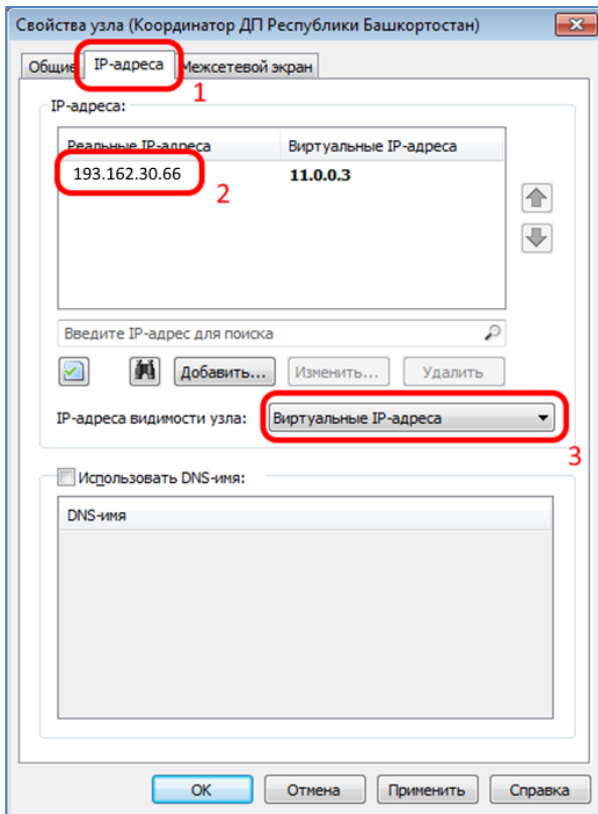 Свойства узла (Координатор ДП Республики Башкортостан)
Общие IP-адреса Межсетевой экран
1
IP-адреса:
Реальные IP-адреса Виртуальные IP-адреса
193.162.30.66 11.0.0.3
2
Введите IP-адрес для поиска
Добавить... Изменить... Удалить
IP-адреса видимости узла: Виртуальные IP-адреса
3
Использовать DNS-имя:
DNS-имя
OK Отмена Применить Справка